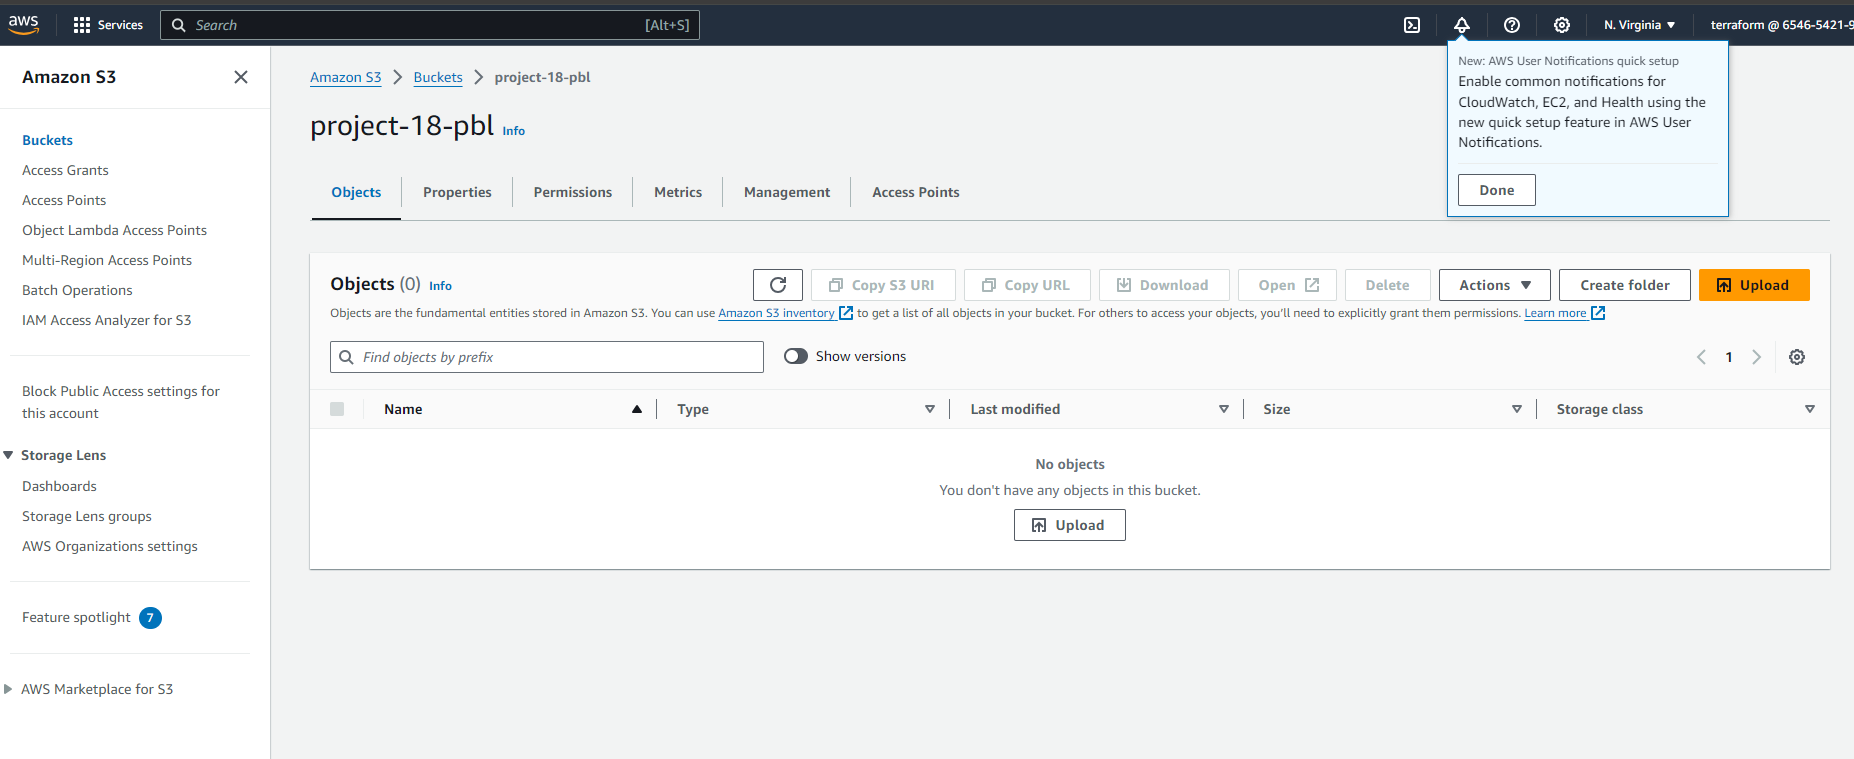 aws
Services
Search
[Alt+S]
N. Virginia
terraform @ 6546-5421-9
Amazon S3
Buckets
Access Grants
Access Points
Object Lambda Access Points
Multi-Region Access Points
Batch Operations
IAM Access Analyzer for S3
Block Public Access settings for
this account
Storage Lens
Dashboards
Storage Lens groups
AWS Organizations settings
Feature spotlight 7
AWS Marketplace for S3
Amazon S3 > Buckets > project-18-pbl
project-18-pbl Info
New: AWS User Notifications quick setup
Enable common notifications for
CloudWatch, EC2, and Health using the
new quick setup feature in AWS User
Notifications.
Done
Objects
Properties
Permissions
Metrics
Management
Access Points
Objects (0) Info
Copy S3 URI
Copy URL
Download
Open
Delete
Actions
Create folder
Upload
Objects are the fundamental entities stored in Amazon S3. You can use Amazon S3 inventory to get a list of all objects in your bucket. For others to access your objects, you'll need to explicitly grant them permissions. Learn more
Find objects by prefix
Show versions
1
Name
Type
Last modified
Size
Storage class
No objects
You don't have any objects in this bucket.
Upload